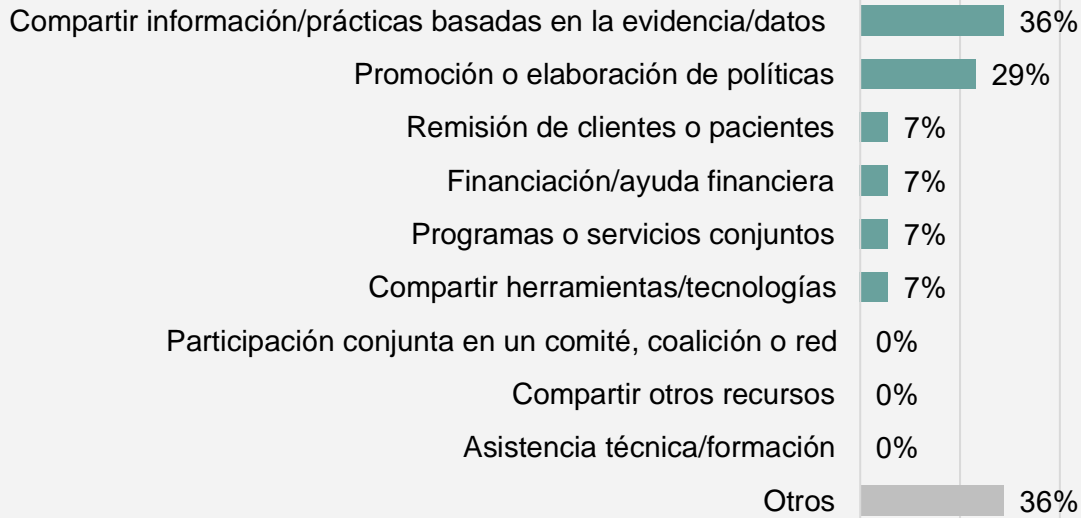 Compartir información/prácticas basadas en la evidencia/datos 36%
Promoción o elaboración de políticas 29%
Remisión de clientes o pacientes 7%
Financiación/ayuda financiera 7%
Programas o servicios conjuntos 7%
Compartir herramientas/tecnologías 7%
Participación conjunta en un comité, coalición o red 0%
Compartir otros recursos 0%
Asistencia técnica/formación 0%
Otros 36%